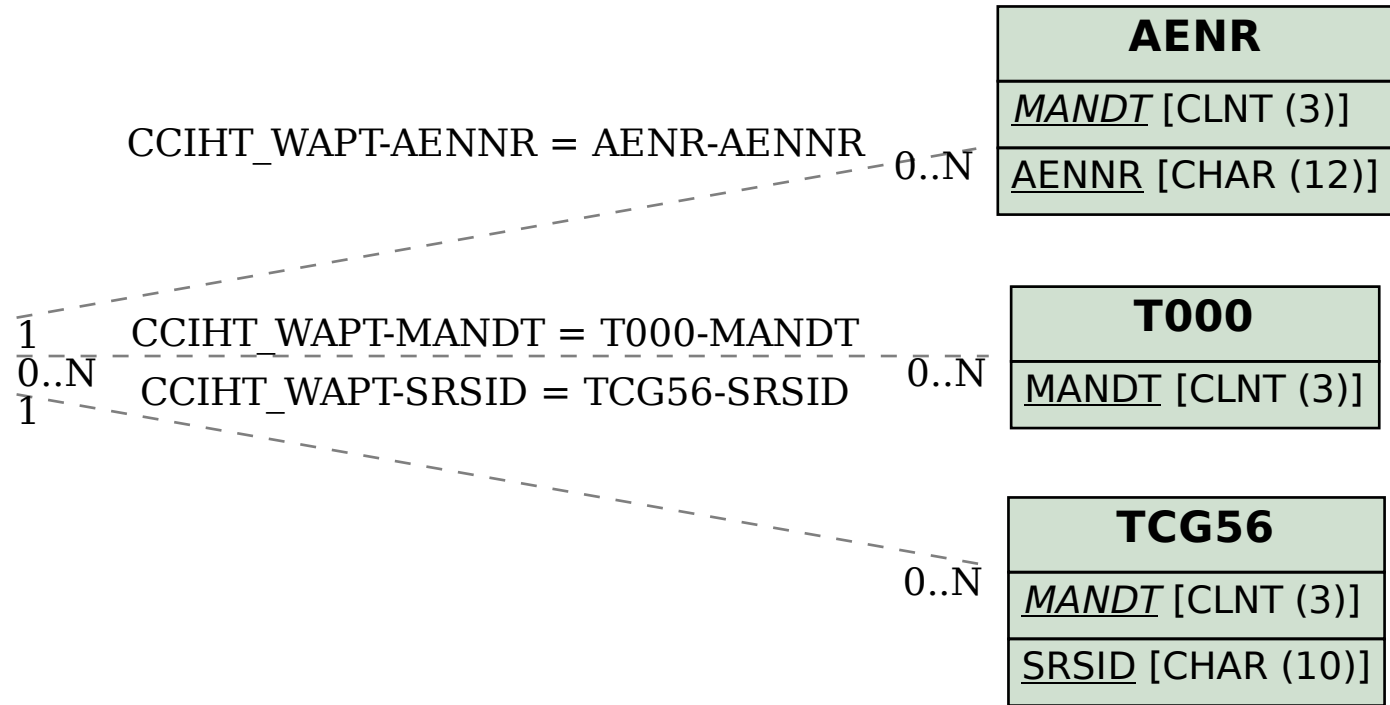 AENR
MANDT [CLNT (3)]
AENNR [CHAR (12)]
CCIHT_WAPT-AENNR = AENR-AENNR
0..N
1
CCIHT_WAPT-MANDT = T000-MANDT
0..N
0..N
T000
MANDT [CLNT (3)]
CCIHT_WAPT-SRSID = TCG56-SRSID
1
0..N
TCG56
MANDT [CLNT (3)]
SRSID [CHAR (10)]